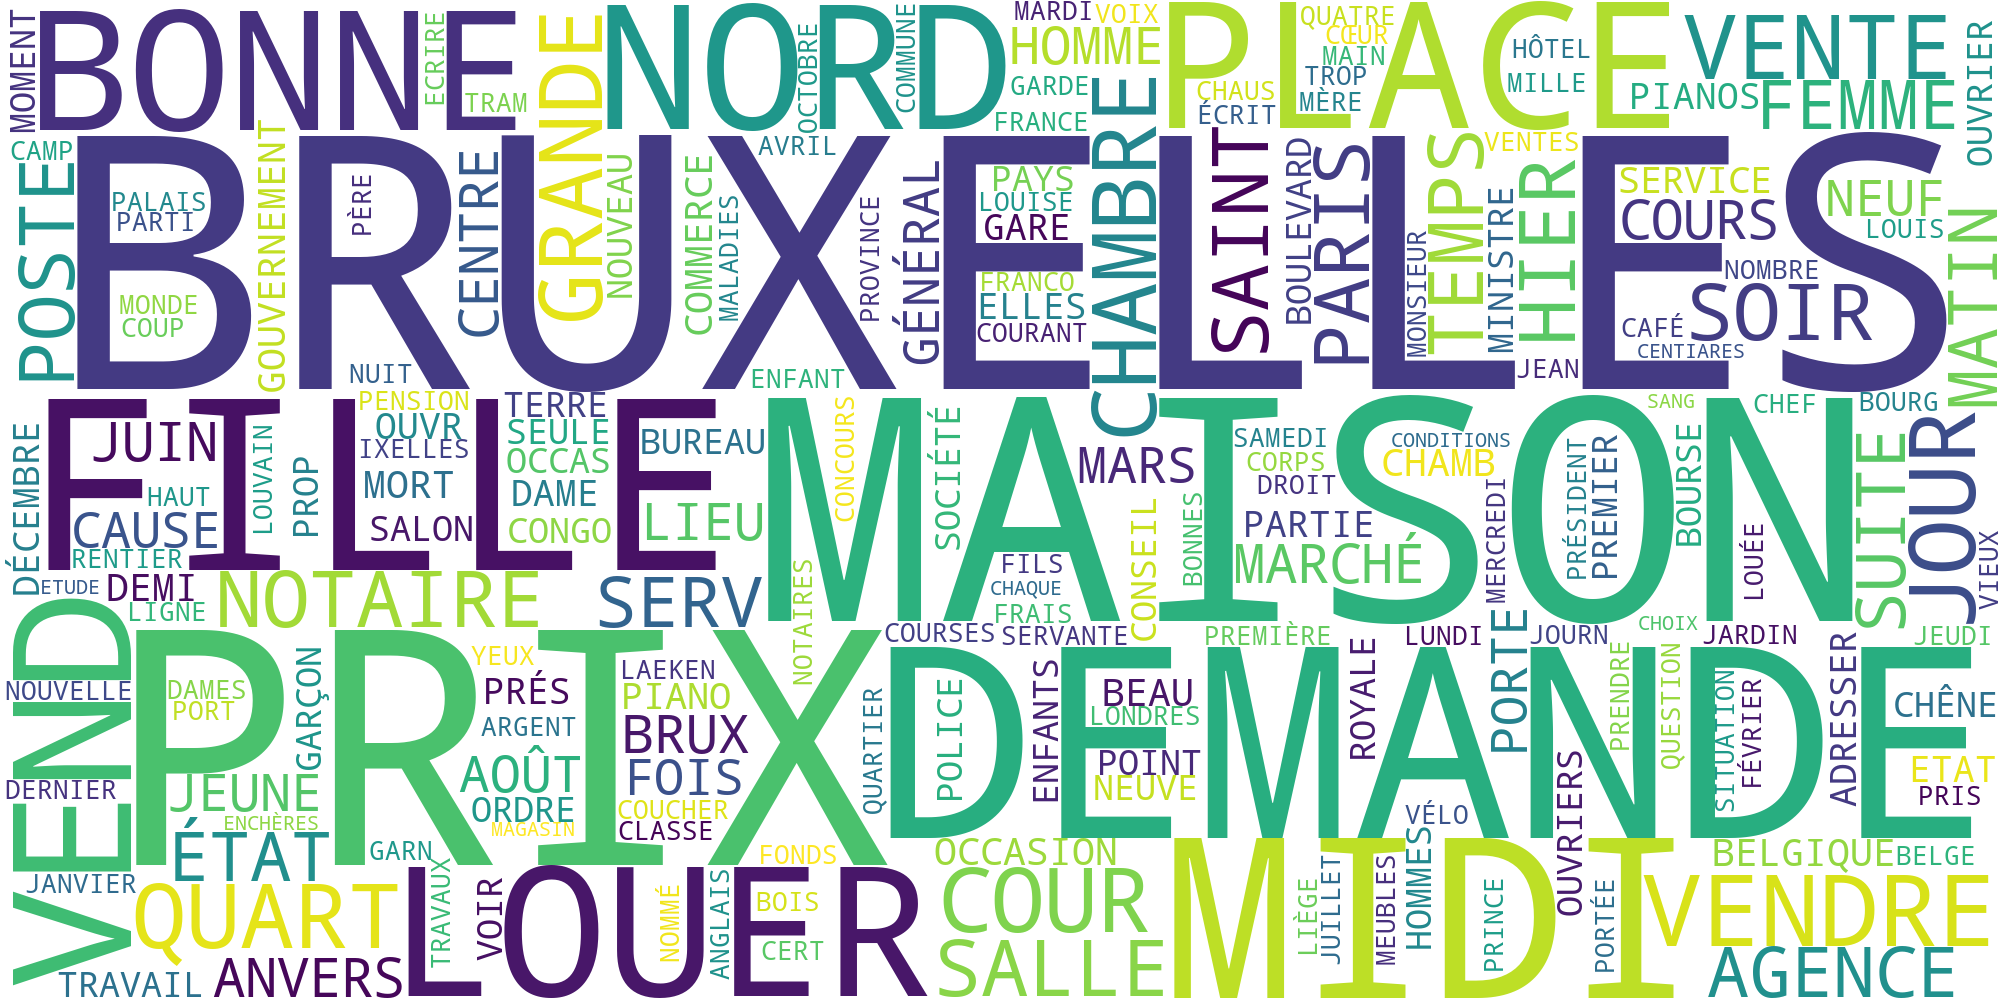 MOMENT
BONNE
ECRIRE
TRAM
GRANDE
NORD
OCTOBRE
COMMUNE
MARDI
VOIX
HOMME
GARDE
FRANCE
PLACE
QUATRE
CŒUR
MAIN
TROP
MÈRE
CHAUS
ÉCRIT
HÔTEL
MILLE
VENTE
PIANOS
FEMME
OUVRIER
CAMP
POSTE
BRUXELLES
PALAIS
PARTI
MONDE
COUP
GOUVERNEMENT
PÈRE
NUIT
CENTRE
NOUVEAU
COMMERCE
MALADIES
AVRIL
PROVINCE
GÉNÉRAL
ENFANT
PAYS
LOUISE
GARE
FRANCO
ELLES
COURANT
CHAMBRE
SAINT
BOULEVARD
PARIS
MONSIEUR
TEMPS
VENTES
MINISTRE
HIER
JEAN
SERVICE
COURS
NEUF
LOUIS
NOMBRE
SOIR
CAFÉ
CENTIARES
MATIN
FILLE
JUIN
DÉCEMBRE
HAUT
CAUSE
RENTIER
ETUDE
DEMI
LIGNE
LOUVAIN
PROP
PENSION
OUVR
IXELLES
MORT
SALON
TERRE
SEULE
OCCAS
DAME
CONGO
BUREAU
LIEU
NOTAIRE
SERV
MAISON
CONCOURS
NOTAIRES
SOCIÉTÉ
FILS
CHAQUE
FRAIS
MARS
CONSEIL
BONNES
SAMEDI
CORPS
DROIT
PARTIE
MARCHÉ
CONDITIONS
CHAMB
MERCREDI
PRÉSIDENT
PREMIER
SANG
BOURSE
CHEF
LOUÉE
BOURG
SUITE
JOUR
VIEUX
VEND
NOUVELLE
DERNIER
JANVIER
PRIX
DAMES
PORT
GARÇON
JEUNE
ENCHÈRES
ÉTAT
GARN
YEUX
PRÉS
ARGENT
AOÛT
ORDRE
MAGASIN
LAEKEN
PIANO
BRUX
FOIS
COUCHER
CLASSE
DEMANDE
COURSES
SERVANTE
QUARTIER
POLICE
ENFANTS
BEAU
LONDRES
POINT
NEUVE
PREMIÈRE
ROYALE
LUNDI
VÉLO
PORTE
JOURN
OUVRIERS
CHOIX
PRENDRE
QUESTION
JARDIN
SITUATION
FÉVRIER
ADRESSER
JEUDI
CHÊNE
ETAT
PRIS
QUART
TRAVAIL
ANVERS
LOUER
TRAVAUX
VOIR
NOMMÉ
ANGLAIS
FONDS
BOIS
CERT
OCCASION
COUR
SALLE
MIDI
LIÈGE
JUILLET
MEUBLES
HOMMES
PRINCE
PORTÉE
BELGIQUE
BELGE
VENDRE
AGENCE